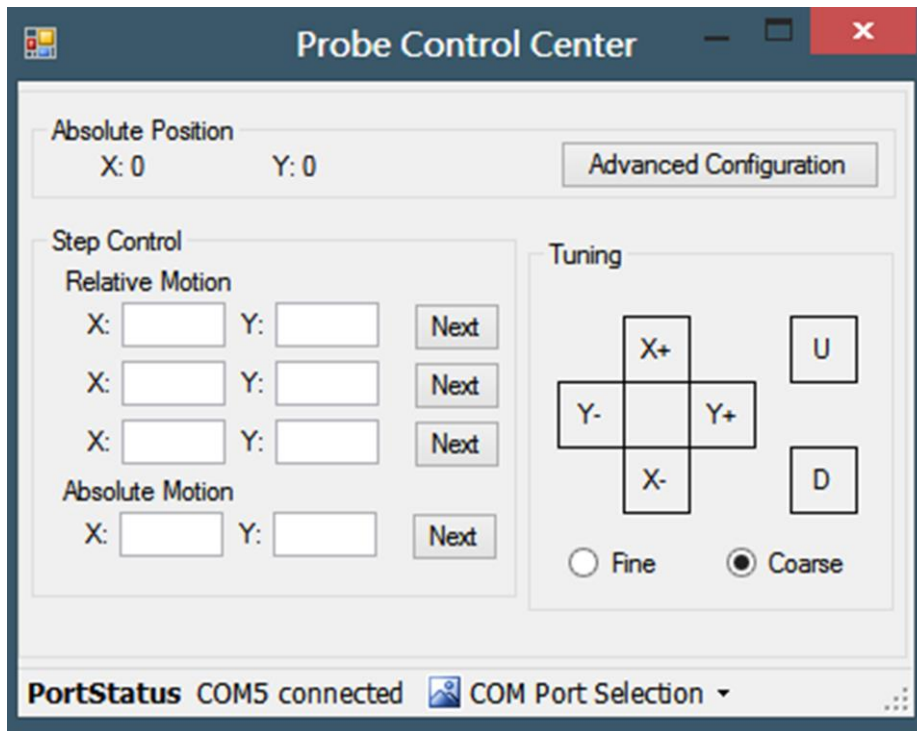 Probe Control Center
Absolute Position
X: 0 Y: 0 Advanced Configuration
Step Control
Relative Motion
X: Y: Next
X: Y: Next
X: Y: Next
Absolute Motion
X: Y: Next
Tuning
X+ U
Y- Y+
X- D
Fine Coarse
PortStatus COM5 connected COM Port Selection